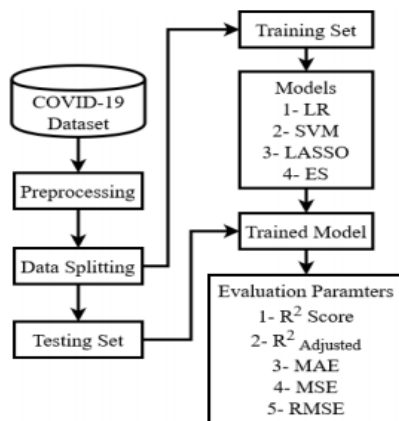 COVID-19
Dataset
Preprocessing
Data Splitting
Testing Set
Training Set
Models
1- LR
2- SVM
3- LASSO
4- ES
Trained Model
Evaluation Paramters
1- R² Score
2- R² Adjusted
3- MAE
4- MSE
5- RMSE